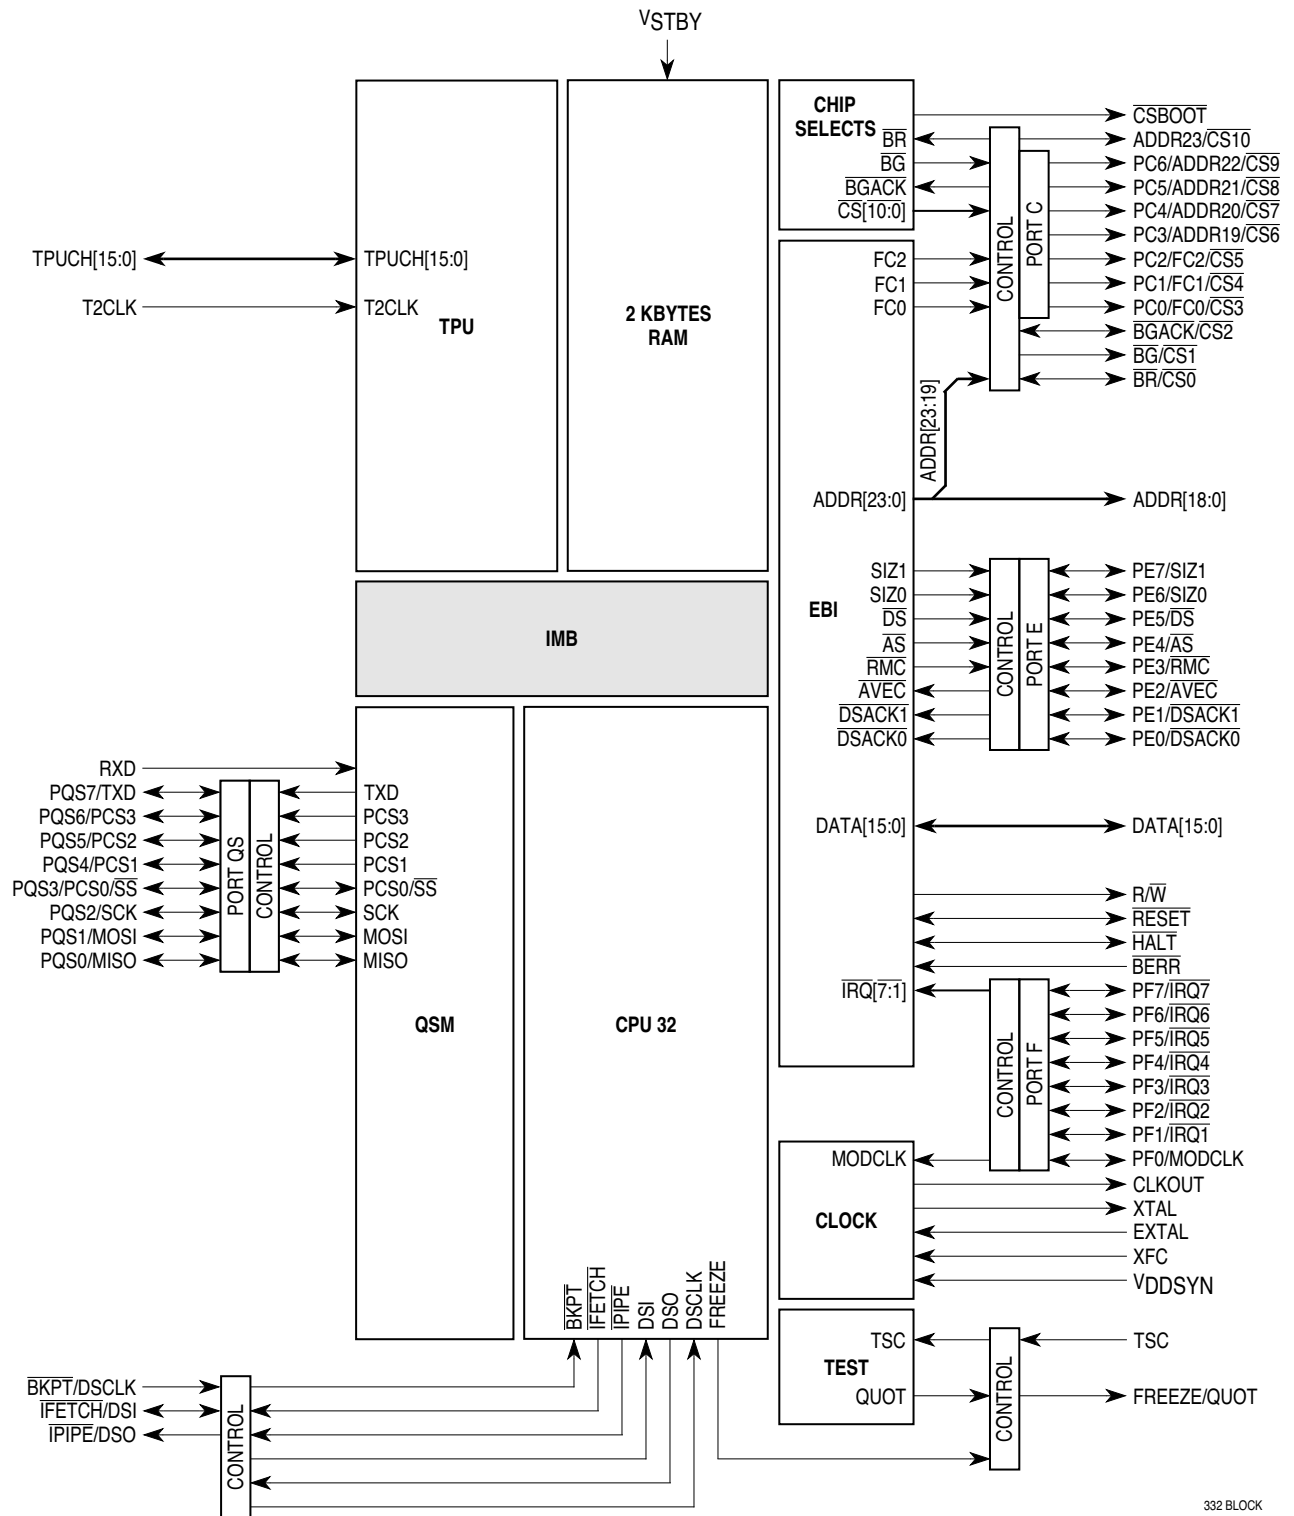 VSTBY
CHIP
SELECTS
BR
BG
BGACK
CS[10:0]
CONTROL
PORT C
CSBOOT
ADDR23/CS10
PC6/ADDR22/CS9
PC5/ADDR21/CS8
PC4/ADDR20/CS7
PC3/ADDR19/CS6
PC2/FC2/CS5
PC1/FC1/CS4
PC0/FC0/CS3
BGACK/CS2
BG/CS1
BR/CS0
TPUCH[15:0]
T2CLK
TPUCH[15:0]
T2CLK
TPU
2 KBYTES
RAM
FC2
FC1
FC0
ADDR[23:19]
ADDR[23:0]
ADDR[18:0]
EBI
SIZ1
SIZ0
DS
AS
RMC
AVEC
DSACK1
DSACK0
CONTROL
PORT E
PE7/SIZ1
PE6/SIZ0
PE5/DS
PE4/AS
PE3/RMC
PE2/AVEC
PE1/DSACK1
PE0/DSACK0
IMB
RXD
PQS7/TXD
PQS6/PCS3
PQS5/PCS2
PQS4/PCS1
PQS3/PCS0/SS
PQS2/SCK
PQS1/MOSI
PQS0/MISO
PORT QS
CONTROL
TXD
PCS3
PCS2
PCS1
PCS0/SS
SCK
MOSI
MISO
QSM
CPU 32
DATA[15:0]
DATA[15:0]
R/W
RESET
HALT
BERR
IRQ[7:1]
CONTROL
PORT F
PF7/IRQ7
PF6/IRQ6
PF5/IRQ5
PF4/IRQ4
PF3/IRQ3
PF2/IRQ2
PF1/IRQ1
PF0/MODCLK
MODCLK
CLOCK
CLKOUT
XTAL
EXTAL
XFC
VDDSYN
BKPT
IFETCH
IPIPE
DSI
DSO
DSCLK
FREEZE
TSC
TEST
QUOT
CONTROL
TSC
FREEZE/QUOT
BKPT/DSCLK
IFETCH/DSI
IPIPE/DSO
CONTROL
332 BLOCK